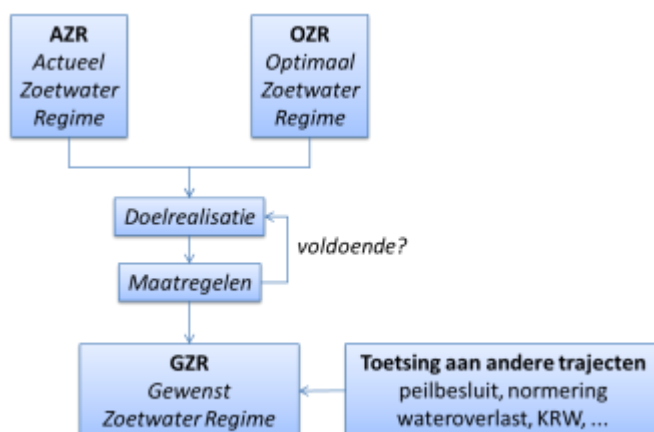 AZR
Actueel
Zoetwater
Regime
OZR
Optimaal
Zoetwater
Regime
Doelrealisatie
voldoende?
Maatregelen
GZR
Gewenst
Zoetwater Regime
Toetsing aan andere trajecten
peilbesluit, normering
wateroverlast, KRW, ...